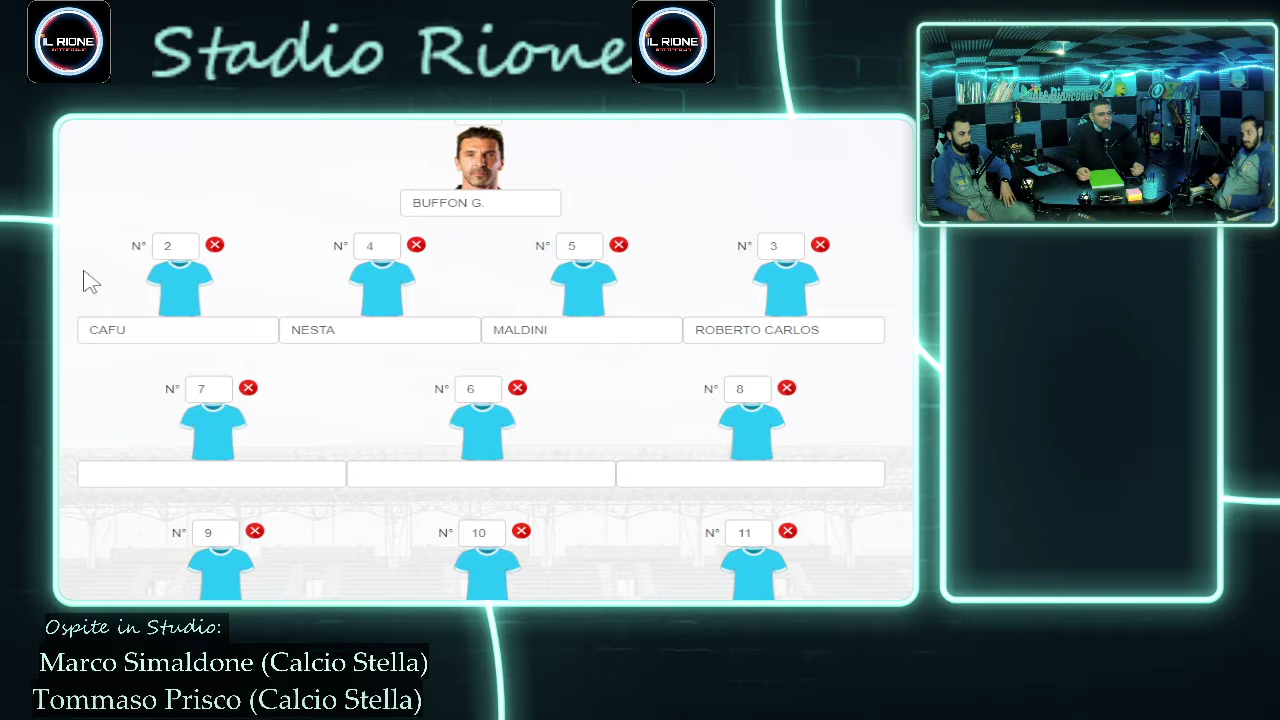 IL RIONE
Stadio Rione
IL RIONE
BUFFON G.
N° 2
N° 4
N° 5
N° 3
CAFU
NESTA
MALDINI
ROBERTO CARLOS
N° 7
N° 6
N° 8
N° 9
N° 10
N° 11
Ospite in Studio:
Marco Simaldone (Calcio Stella)
Tommaso Prisco (Calcio Stella)